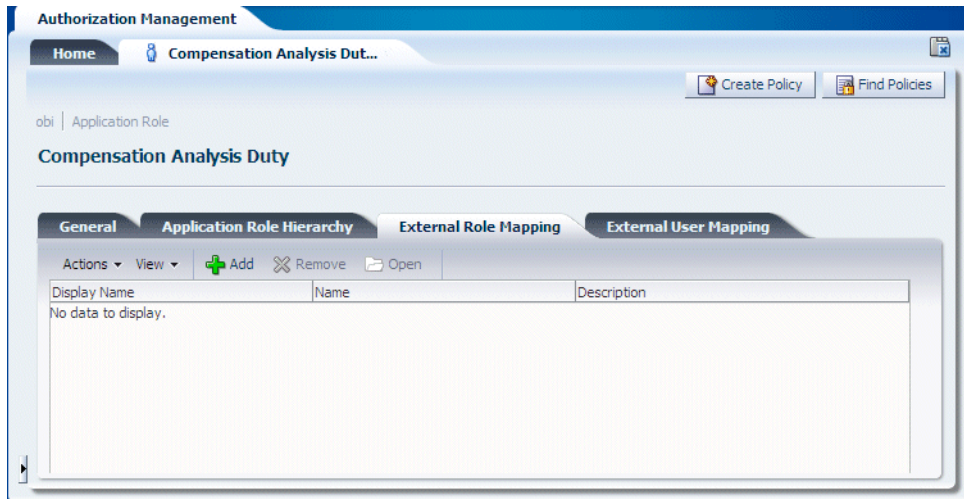 Authorization Management
Home Compensation Analysis Dut...
Create Policy Find Policies
obi | Application Role
Compensation Analysis Duty
General Application Role Hierarchy External Role Mapping External User Mapping
Actions View Add Remove Open
Display Name Name Description
No data to display.